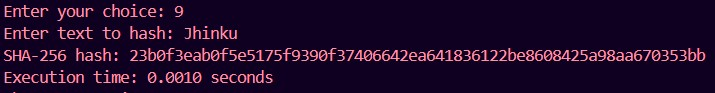 Enter your choice: 9
Enter text to hash: Jhinku
SHA-256 hash: 23b0f3eab0f5e5175f9390f37406642ea641836122be8608425a98aa670353bb
Execution time: 0.0010 seconds